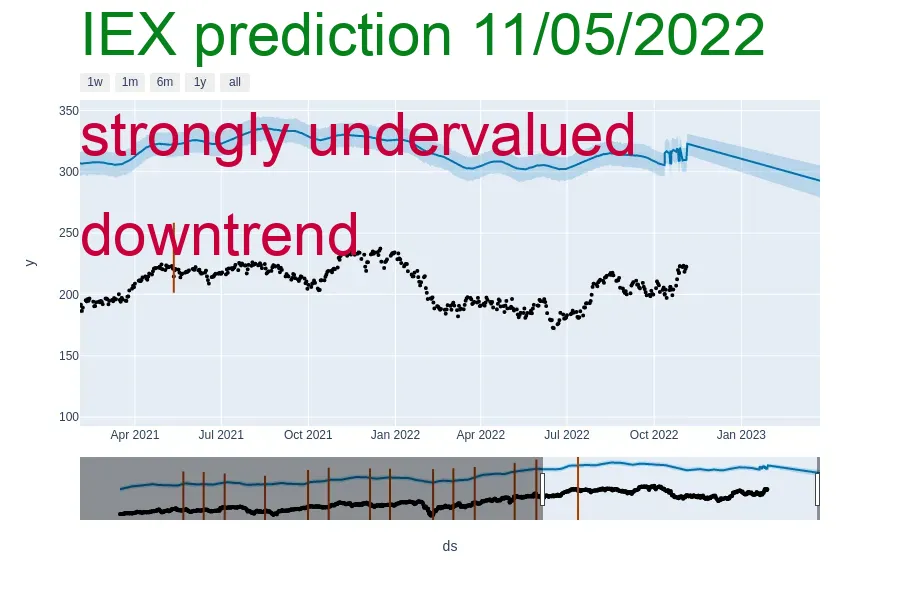 IEX prediction 11/05/2022
1w 1m 6m 1y all
350
strongly undervalued
300
250
downtrend
y
200
150
100
Apr 2021 Jul 2021 Oct 2021 Jan 2022 Apr 2022 Jul 2022 Oct 2022 Jan 2023
ds